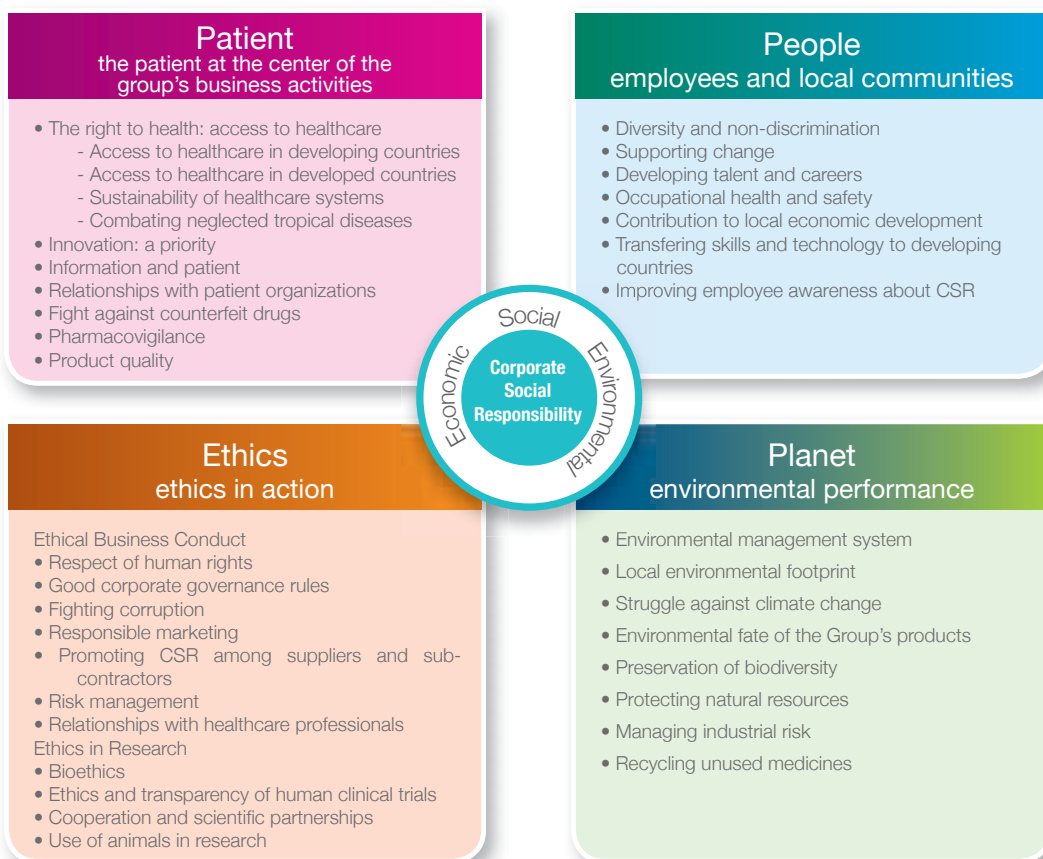 Patient
the patient at the center of the
group's business activities
• The right to health: access to healthcare
- Access to healthcare in developing countries
- Access to healthcare in developed countries
- Sustainability of healthcare systems
- Combating neglected tropical diseases
• Innovation: a priority
• Information and patient
• Relationships with patient organizations
• Fight against counterfeit drugs
• Pharmacovigilance
• Product quality
People
employees and local communities
• Diversity and non-discrimination
• Supporting change
• Developing talent and careers
• Occupational health and safety
• Contribution to local economic development
• Transfering skills and technology to developing
countries
• Improving employee awareness about CSR
Social
Economic
Environmental
Corporate
Social
Responsibility
Ethics
ethics in action
Ethical Business Conduct
• Respect of human rights
• Good corporate governance rules
• Fighting corruption
• Responsible marketing
• Promoting CSR among suppliers and sub-
contractors
• Risk management
• Relationships with healthcare professionals
Ethics in Research
• Bioethics
• Ethics and transparency of human clinical trials
• Cooperation and scientific partnerships
• Use of animals in research
Planet
environmental performance
• Environmental management system
• Local environmental footprint
• Struggle against climate change
• Environmental fate of the Group's products
• Preservation of biodiversity
• Protecting natural resources
• Managing industrial risk
• Recycling unused medicines